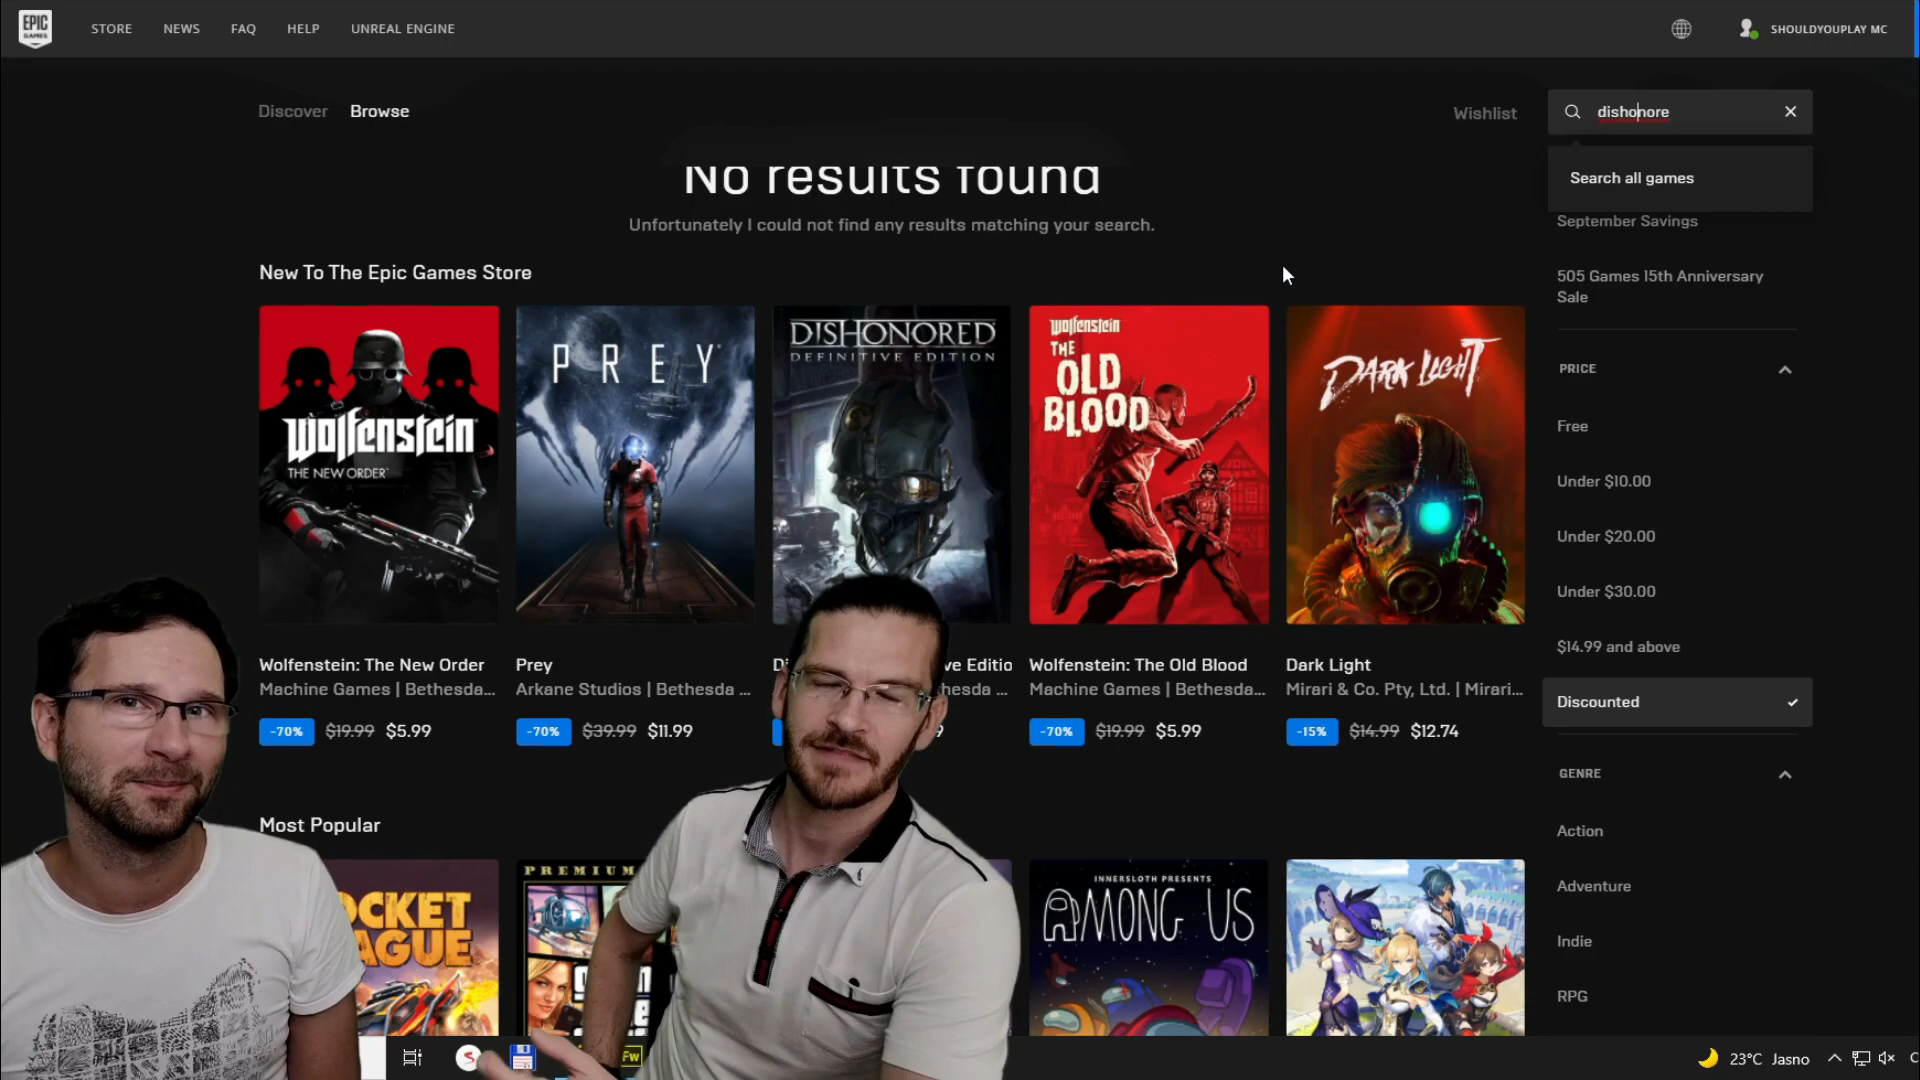 EPIC
GAMES
STORE
NEWS
FAQ
HELP
UNREAL ENGINE
SHOULDYOUPLAY MC
Discover
Browse
Wishlist
dishonore
Search all games
No results found
Unfortunately I could not find any results matching your search.
September Savings
505 Games 15th Anniversary
Sale
New To The Epic Games Store
Wolfenstein
THE NEW ORDER
PREY
DISHONORED
DEFINITIVE EDITION
Wolfenstein
THE
OLD
BLOOD
DARK LIGHT
PRICE
Free
Under $10.00
Under $20.00
Under $30.00
$14.99 and above
Discounted
Wolfenstein: The New Order
Machine Games | Bethesda...
-70% $19.99 $5.99
Prey
Arkane Studios | Bethesda ...
-70% $39.99 $11.99
Wolfenstein: The Old Blood
Machine Games | Bethesda...
-70% $19.99 $5.99
Dark Light
Mirari & Co. Pty, Ltd. | Mirari...
-15% $14.99 $12.74
GENRE
Action
Adventure
Indie
RPG
Most Popular
PREMIUM
INNERSLOTH PRESENTS
AMONG US
Fw
23°C Jasno